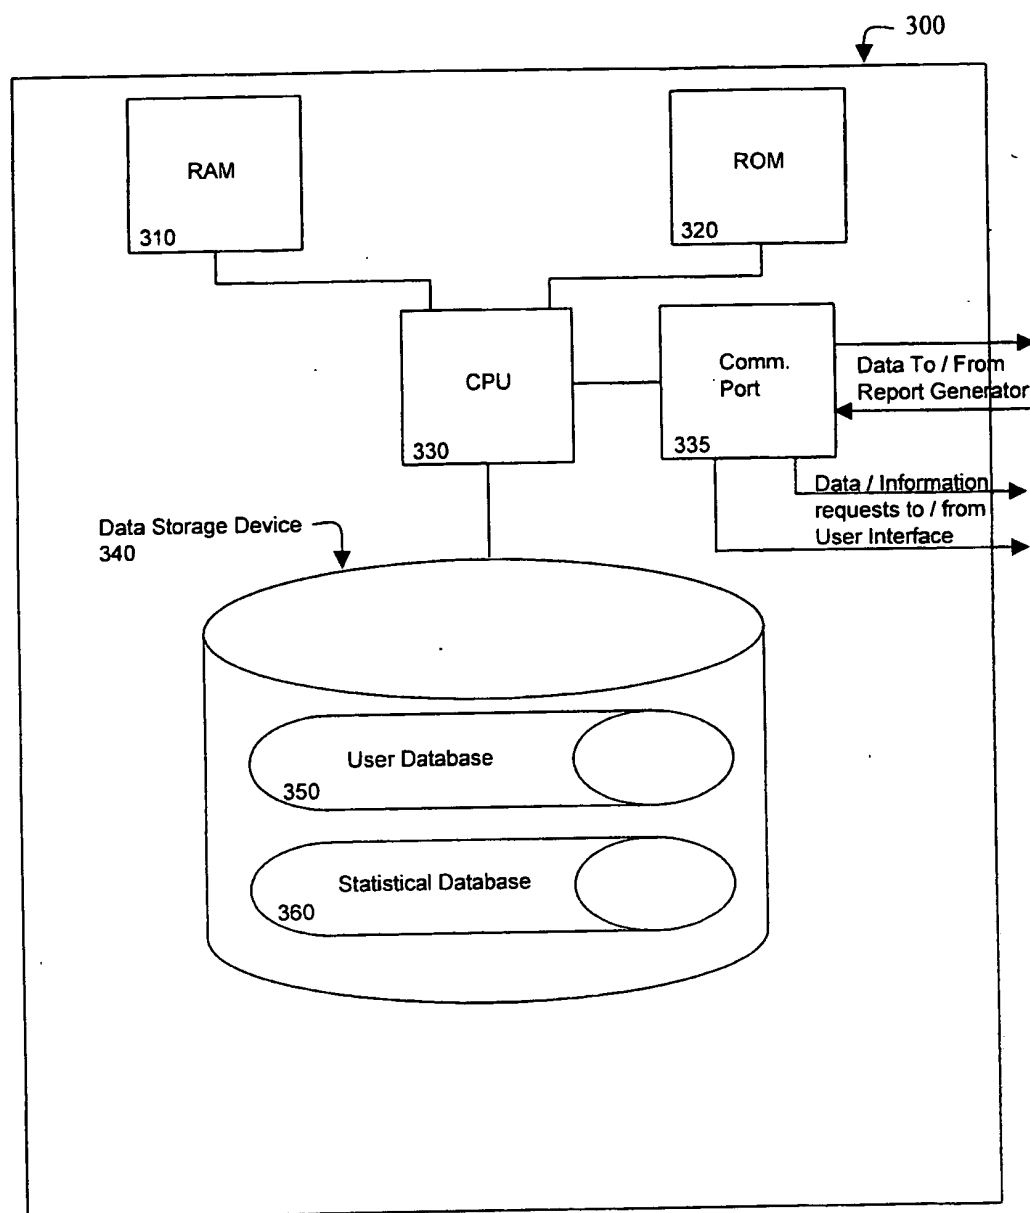 300
RAM
310
ROM
320
CPU
330
Comm.
Port
335
Data To / From
Report Generator
Data / Information
requests to / from
User Interface
Data Storage Device
340
User Database
350
Statistical Database
360